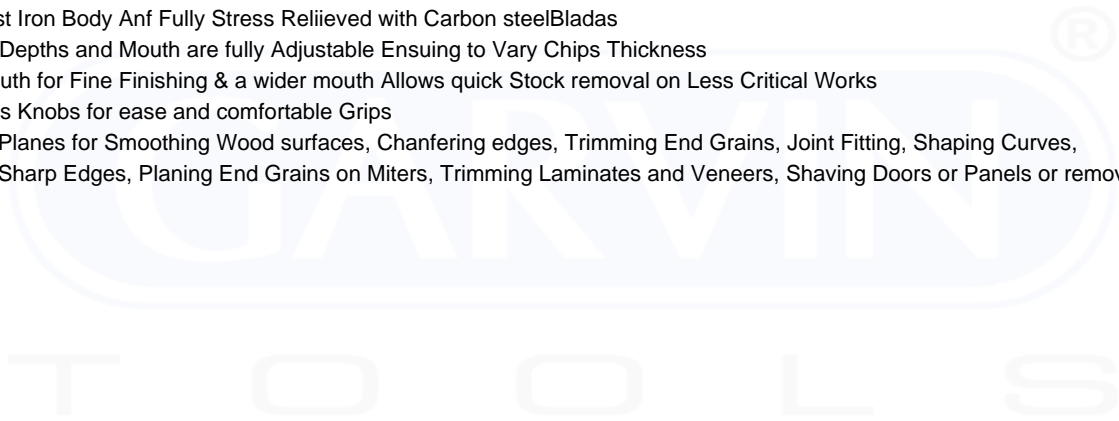 st Iron Body Anf Fully Stress Reliieved with Carbon steelBladas
Depths and Mouth are fully Adjustable Ensuing to Vary Chips Thickness
uth for Fine Finishing & a wider mouth Allows quick Stock removal on Less Critical Works
s Knobs for ease and comfortable Grips
Planes for Smoothing Wood surfaces, Chanfering edges, Trimming End Grains, Joint Fitting, Shaping Curves,
Sharp Edges, Planing End Grains on Miters, Trimming Laminates and Veneers, Shaving Doors or Panels or remov
®
GARVIN
TOOLS